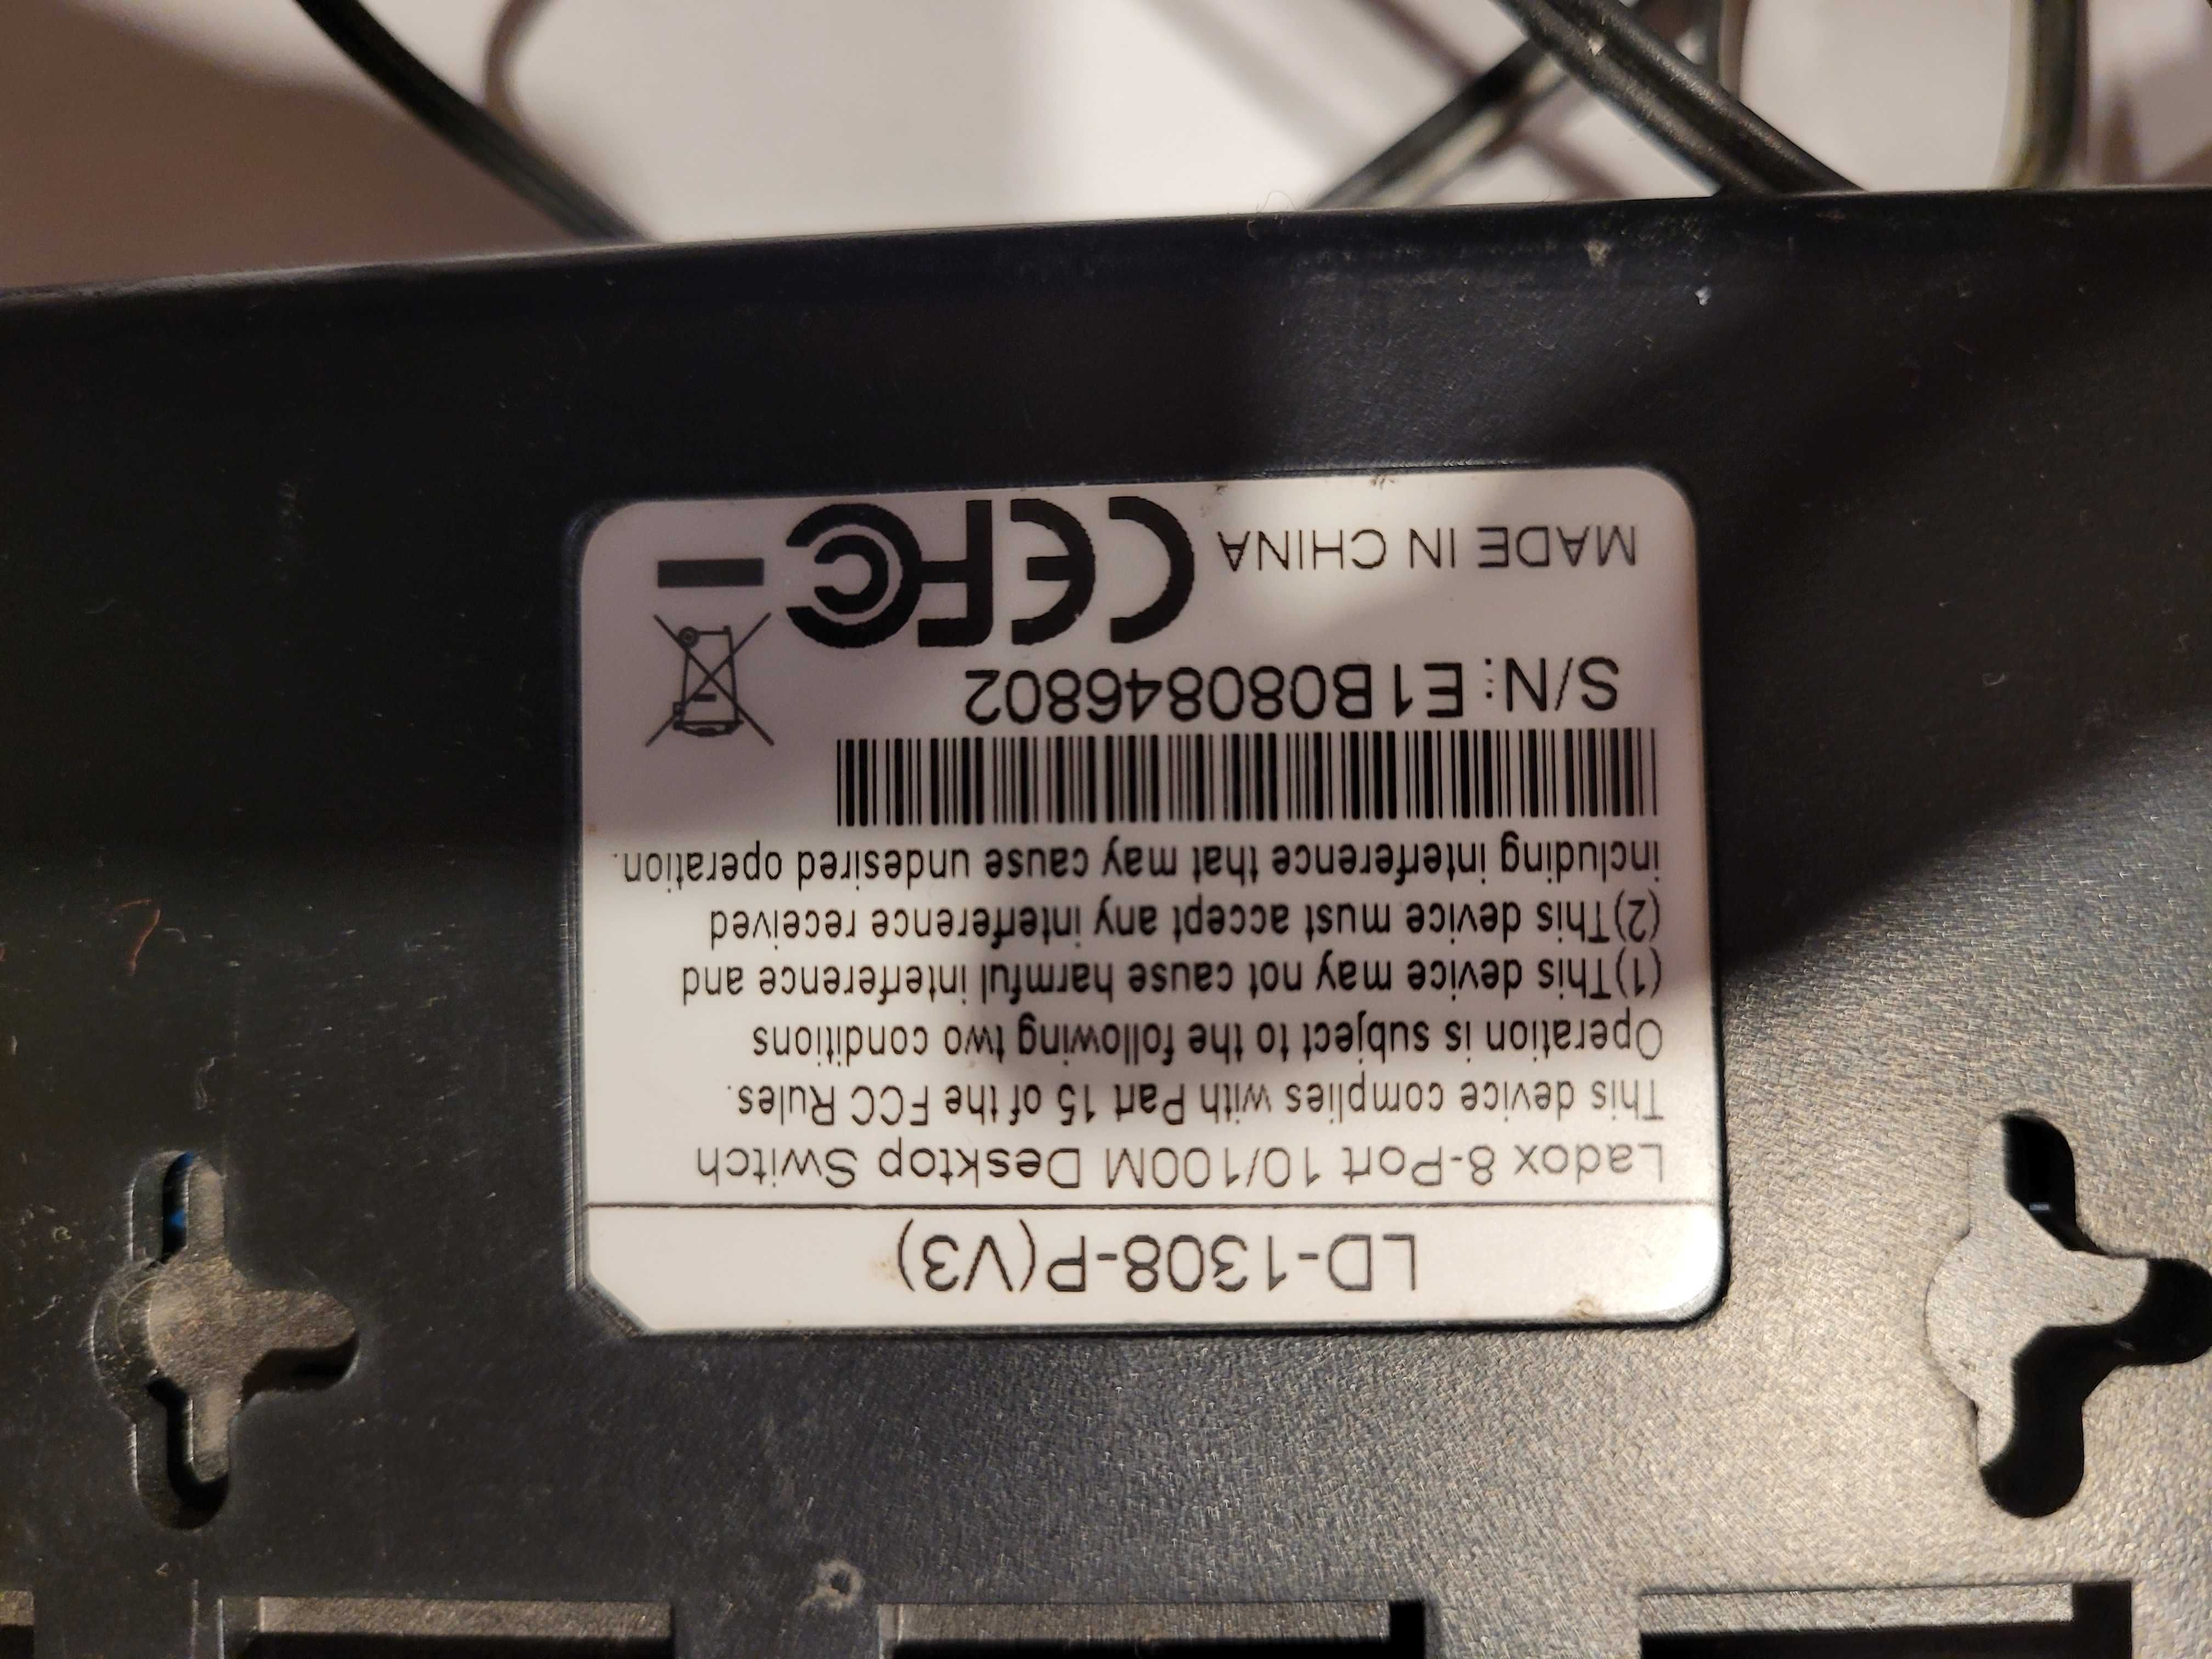 LD-1308-P(V3)
Ladox 8-Port 10/100M Desktop Switch
This device complies with Part 15 of the FCC Rules.
Operation is subject to the following two conditions
(1)This device may not cause harmful interference and
(2)This device must accept any interference received
including interference that may cause undesired operation.
S/N: E1B080846802
MADE IN CHINA CE FC